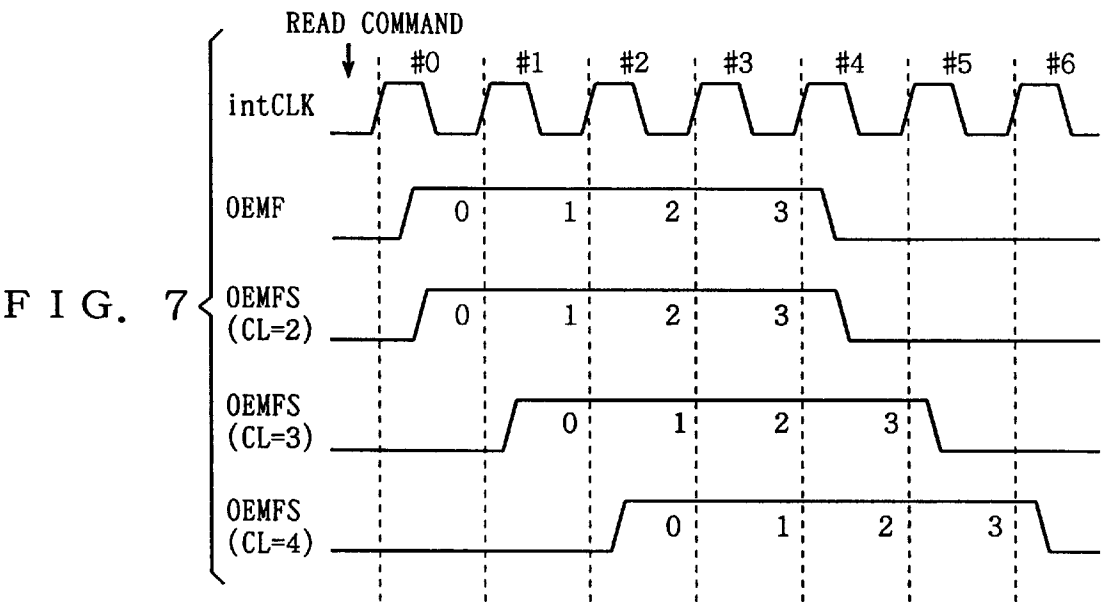 READ COMMAND
#0 #1 #2 #3 #4 #5 #6
intCLK
OEMF 0 1 2 3
FIG. 7
OEMFS
(CL=2) 0 1 2 3
OEMFS
(CL=3) 0 1 2 3
OEMFS
(CL=4) 0 1 2 3